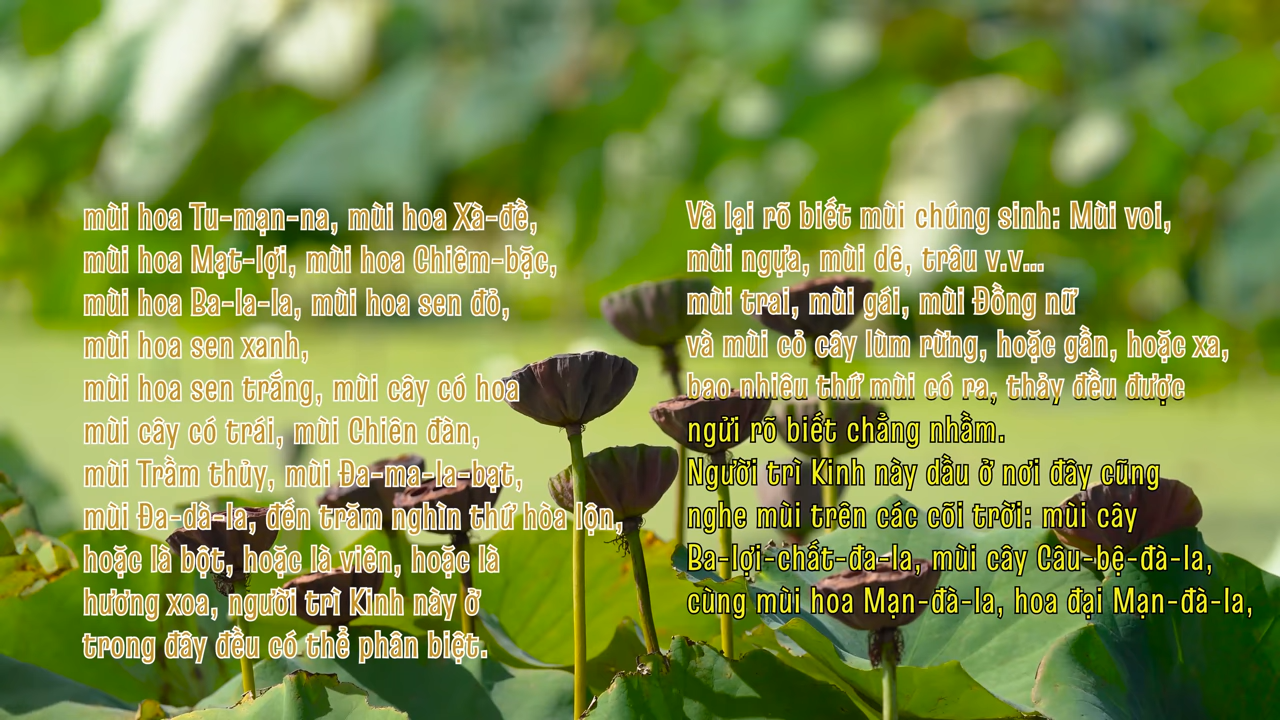 mùi hoa Tu-mạn-na, mùi hoa Xà-đề,
mùi hoa Mạt-lợi, mùi hoa Chiêm-bặc,
mùi hoa Ba-la-la, mùi hoa sen đỏ,
mùi hoa sen xanh,
mùi hoa sen trắng, mùi cây có hoa
mùi cây có trái, mùi Chiên đàn,
mùi Trầm thủy, mùi Đa-ma-la-bạt,
mùi Đa-dà-la, đến trăm nghìn thứ hòa lộn,
hoặc là bột, hoặc là viên, hoặc là
hương xoa, người trì Kinh này ở
trong đây đều có thể phân biệt.
Và lại rõ biết mùi chúng sinh: Mùi voi,
mùi ngựa, mùi dê, trâu v.v...
mùi trai, mùi gái, mùi Đồng nữ
và mùi cỏ cây lùm rừng, hoặc gần, hoặc xa,
bao nhiêu thứ mùi có ra, thảy đều được
ngửi rõ biết chẳng nhầm.
Người trì Kinh này dầu ở nơi đây cũng
nghe mùi trên các cõi trời: mùi cây
Ba-lợi-chất-đa-la, mùi cây Câu-bệ-đà-la,
cùng mùi hoa Mạn-đà-la, hoa đại Mạn-đà-la,